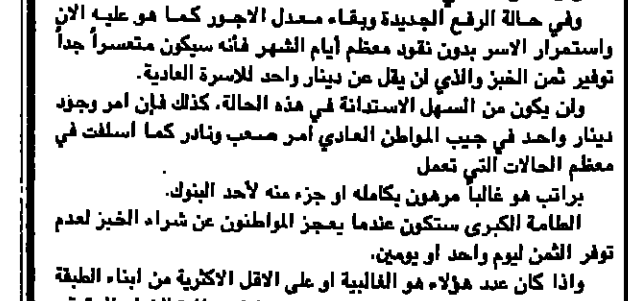 وفي حالة الرفع الجديدة وبقاء معدل الاجور كما هو عليه الان
واستمرار الاسر بدون نقود معظم أيام الشهر فأنه سيكون متعسراً جداً
توفير ثمن الخبز والذي لن يقل عن دينار واحد للاسرة العادية.
ولن يكون من السهل الاستدانة في هذه الحالة، كذلك فإن امر وجود
دينار واحد في جيب المواطن العادي امر صعب ونادر كما اسلفت في
معظم الحالات التي تعمل
براتب هو غالباً مرهون بكامله او جزء منه لأحد البنوك.
الطامة الكبرى ستكون عندما يعجز المواطنون عن شراء الخبز لعدم
توفر الثمن ليوم واحد او يومين.
واذا كان عدد هؤلاء هو الغالبية او على الاقل الاكثرية من ابناء الطبقة